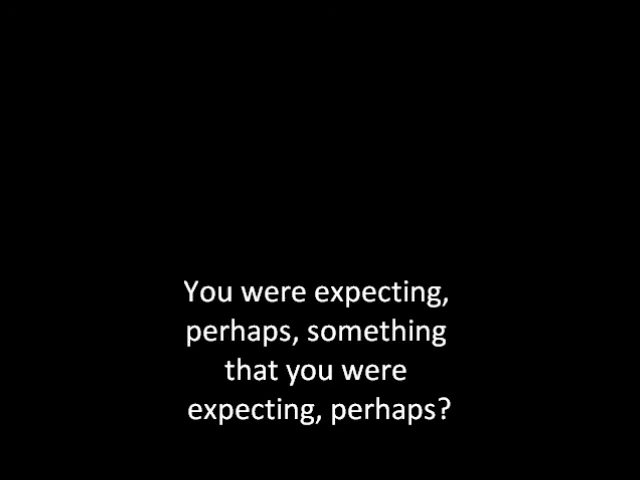 You were expecting,
perhaps, something
that you were
expecting, perhaps?